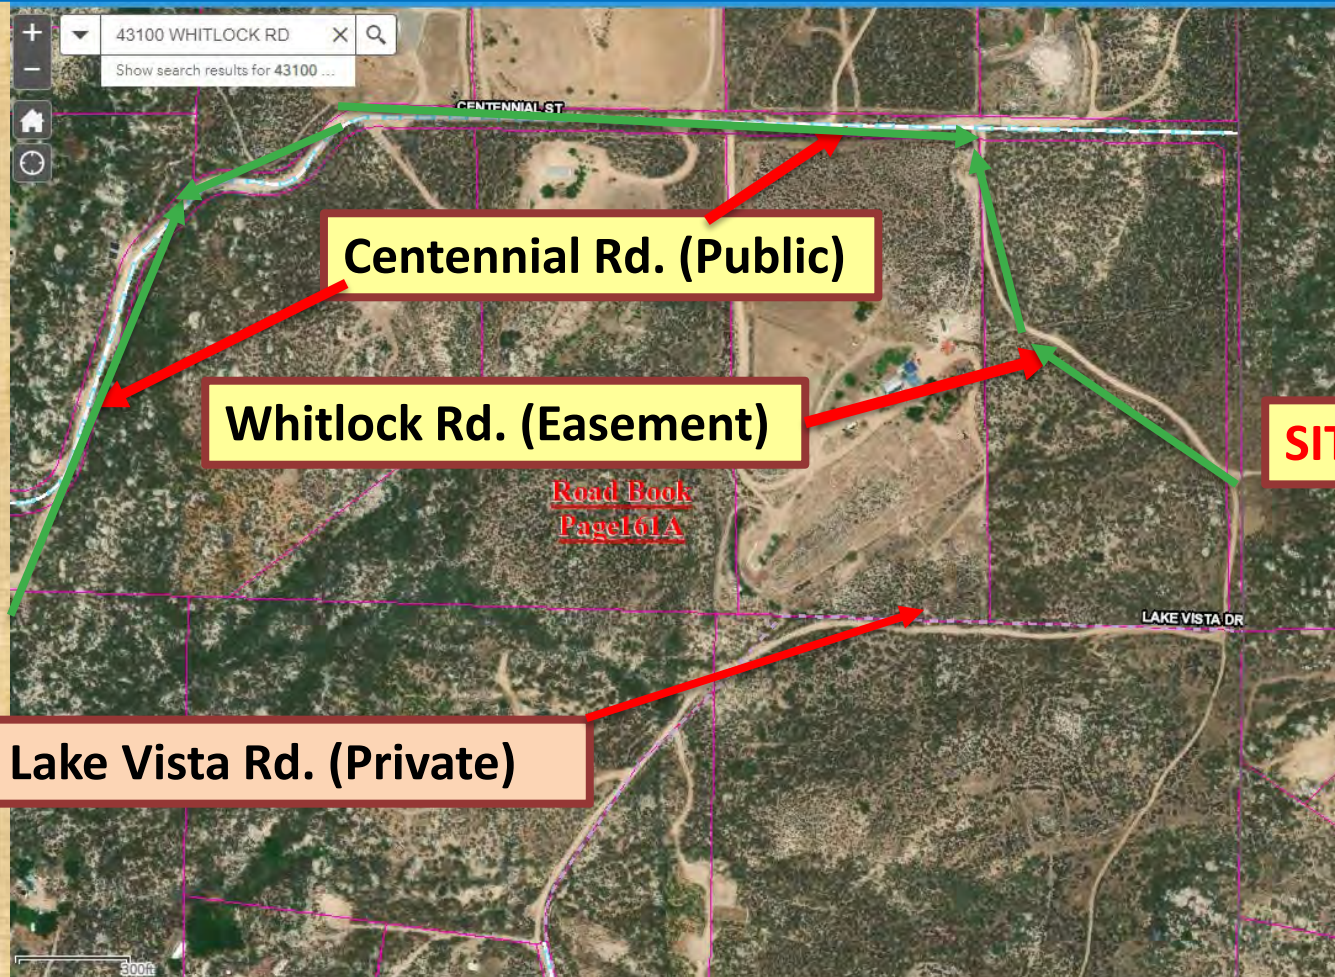 +
43100 WHITLOCK RD
Show search results for 43100 ...
−
CENTENNIAL ST
Centennial Rd. (Public)
Whitlock Rd. (Easement)
SIT
Road Book
Page161A
LAKE VISTA DR
Lake Vista Rd. (Private)
300ft